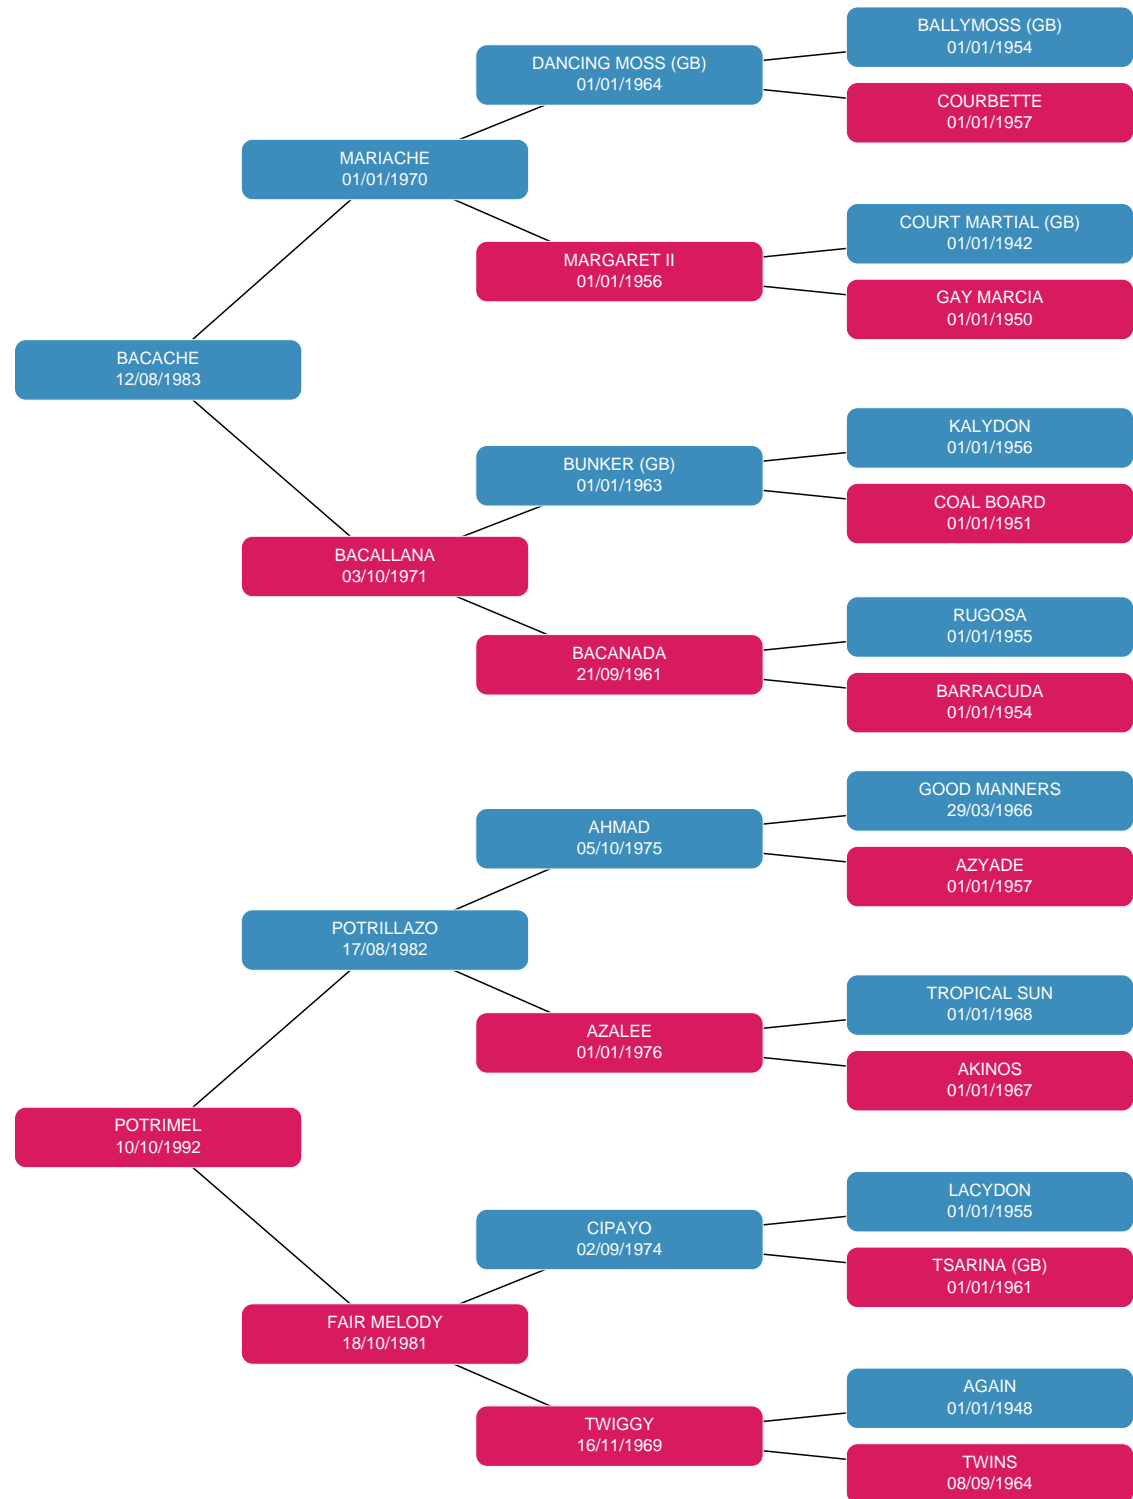 BALLYMOSS (GB)
01/01/1954
DANCING MOSS (GB)
01/01/1964
COURBETTE
01/01/1957
MARIACHE
01/01/1970
COURT MARTIAL (GB)
01/01/1942
MARGARET II
01/01/1956
GAY MARCIA
01/01/1950
BACACHE
12/08/1983
KALYDON
01/01/1956
BUNKER (GB)
01/01/1963
COAL BOARD
01/01/1951
BACALLANA
03/10/1971
RUGOSA
01/01/1955
BACANADA
21/09/1961
BARRACUDA
01/01/1954
GOOD MANNERS
29/03/1966
AHMAD
05/10/1975
AZYADE
01/01/1957
POTRILLAZO
17/08/1982
TROPICAL SUN
01/01/1968
AZALEE
01/01/1976
AKINOS
01/01/1967
POTRIMEL
10/10/1992
LACYDON
01/01/1955
CIPAYO
02/09/1974
TSARINA (GB)
01/01/1961
FAIR MELODY
18/10/1981
AGAIN
01/01/1948
TWIGGY
16/11/1969
TWINS
08/09/1964